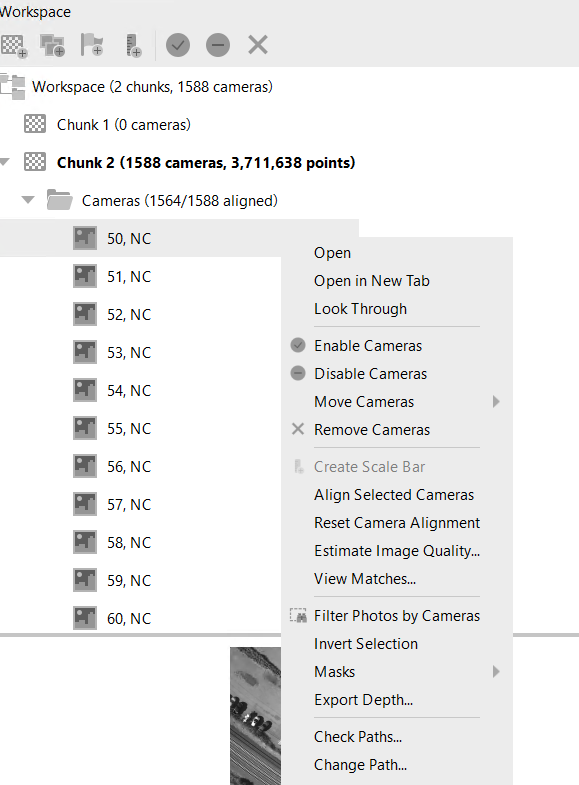 Workspace
Workspace (2 chunks, 1588 cameras)
Chunk 1 (0 cameras)
Chunk 2 (1588 cameras, 3,711,638 points)
Cameras (1564/1588 aligned)
50, NC
51, NC
52, NC
53, NC
54, NC
55, NC
56, NC
57, NC
58, NC
59, NC
60, NC
Open
Open in New Tab
Look Through
Enable Cameras
Disable Cameras
Move Cameras
Remove Cameras
Create Scale Bar
Align Selected Cameras
Reset Camera Alignment
Estimate Image Quality...
View Matches...
Filter Photos by Cameras
Invert Selection
Masks
Export Depth...
Check Paths...
Change Path...